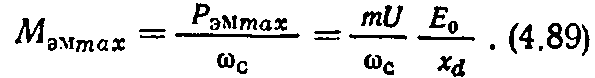 M_эмmax = P_эмmax / ω_c = mU / ω_c · E_0 / x_d . (4.89)